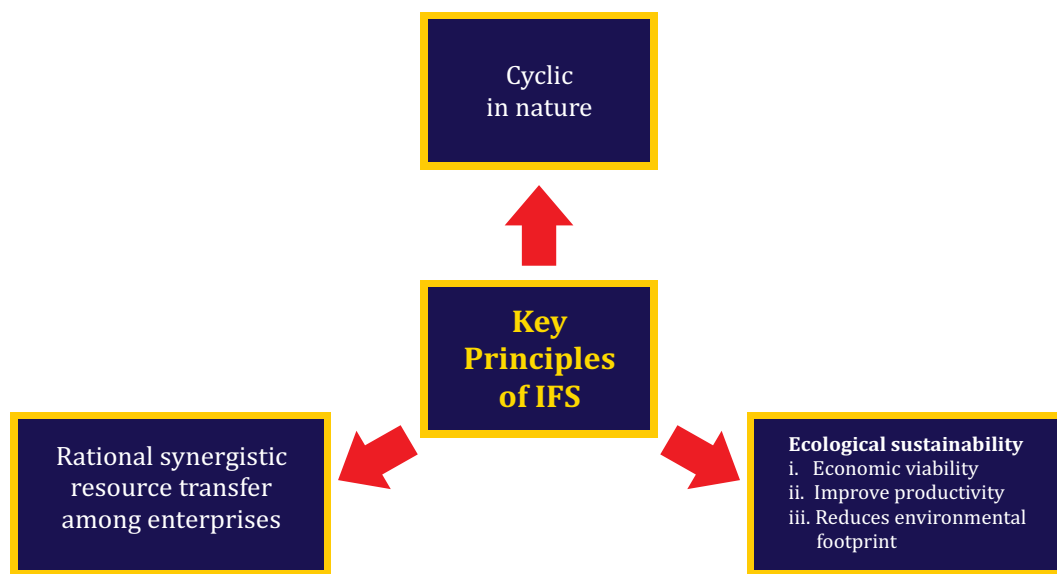 Cyclic
in nature
Key
Principles
of IFS
Rational synergistic
resource transfer
among enterprises
Ecological sustainability
i. Economic viability
ii. Improve productivity
iii. Reduces environmental
footprint